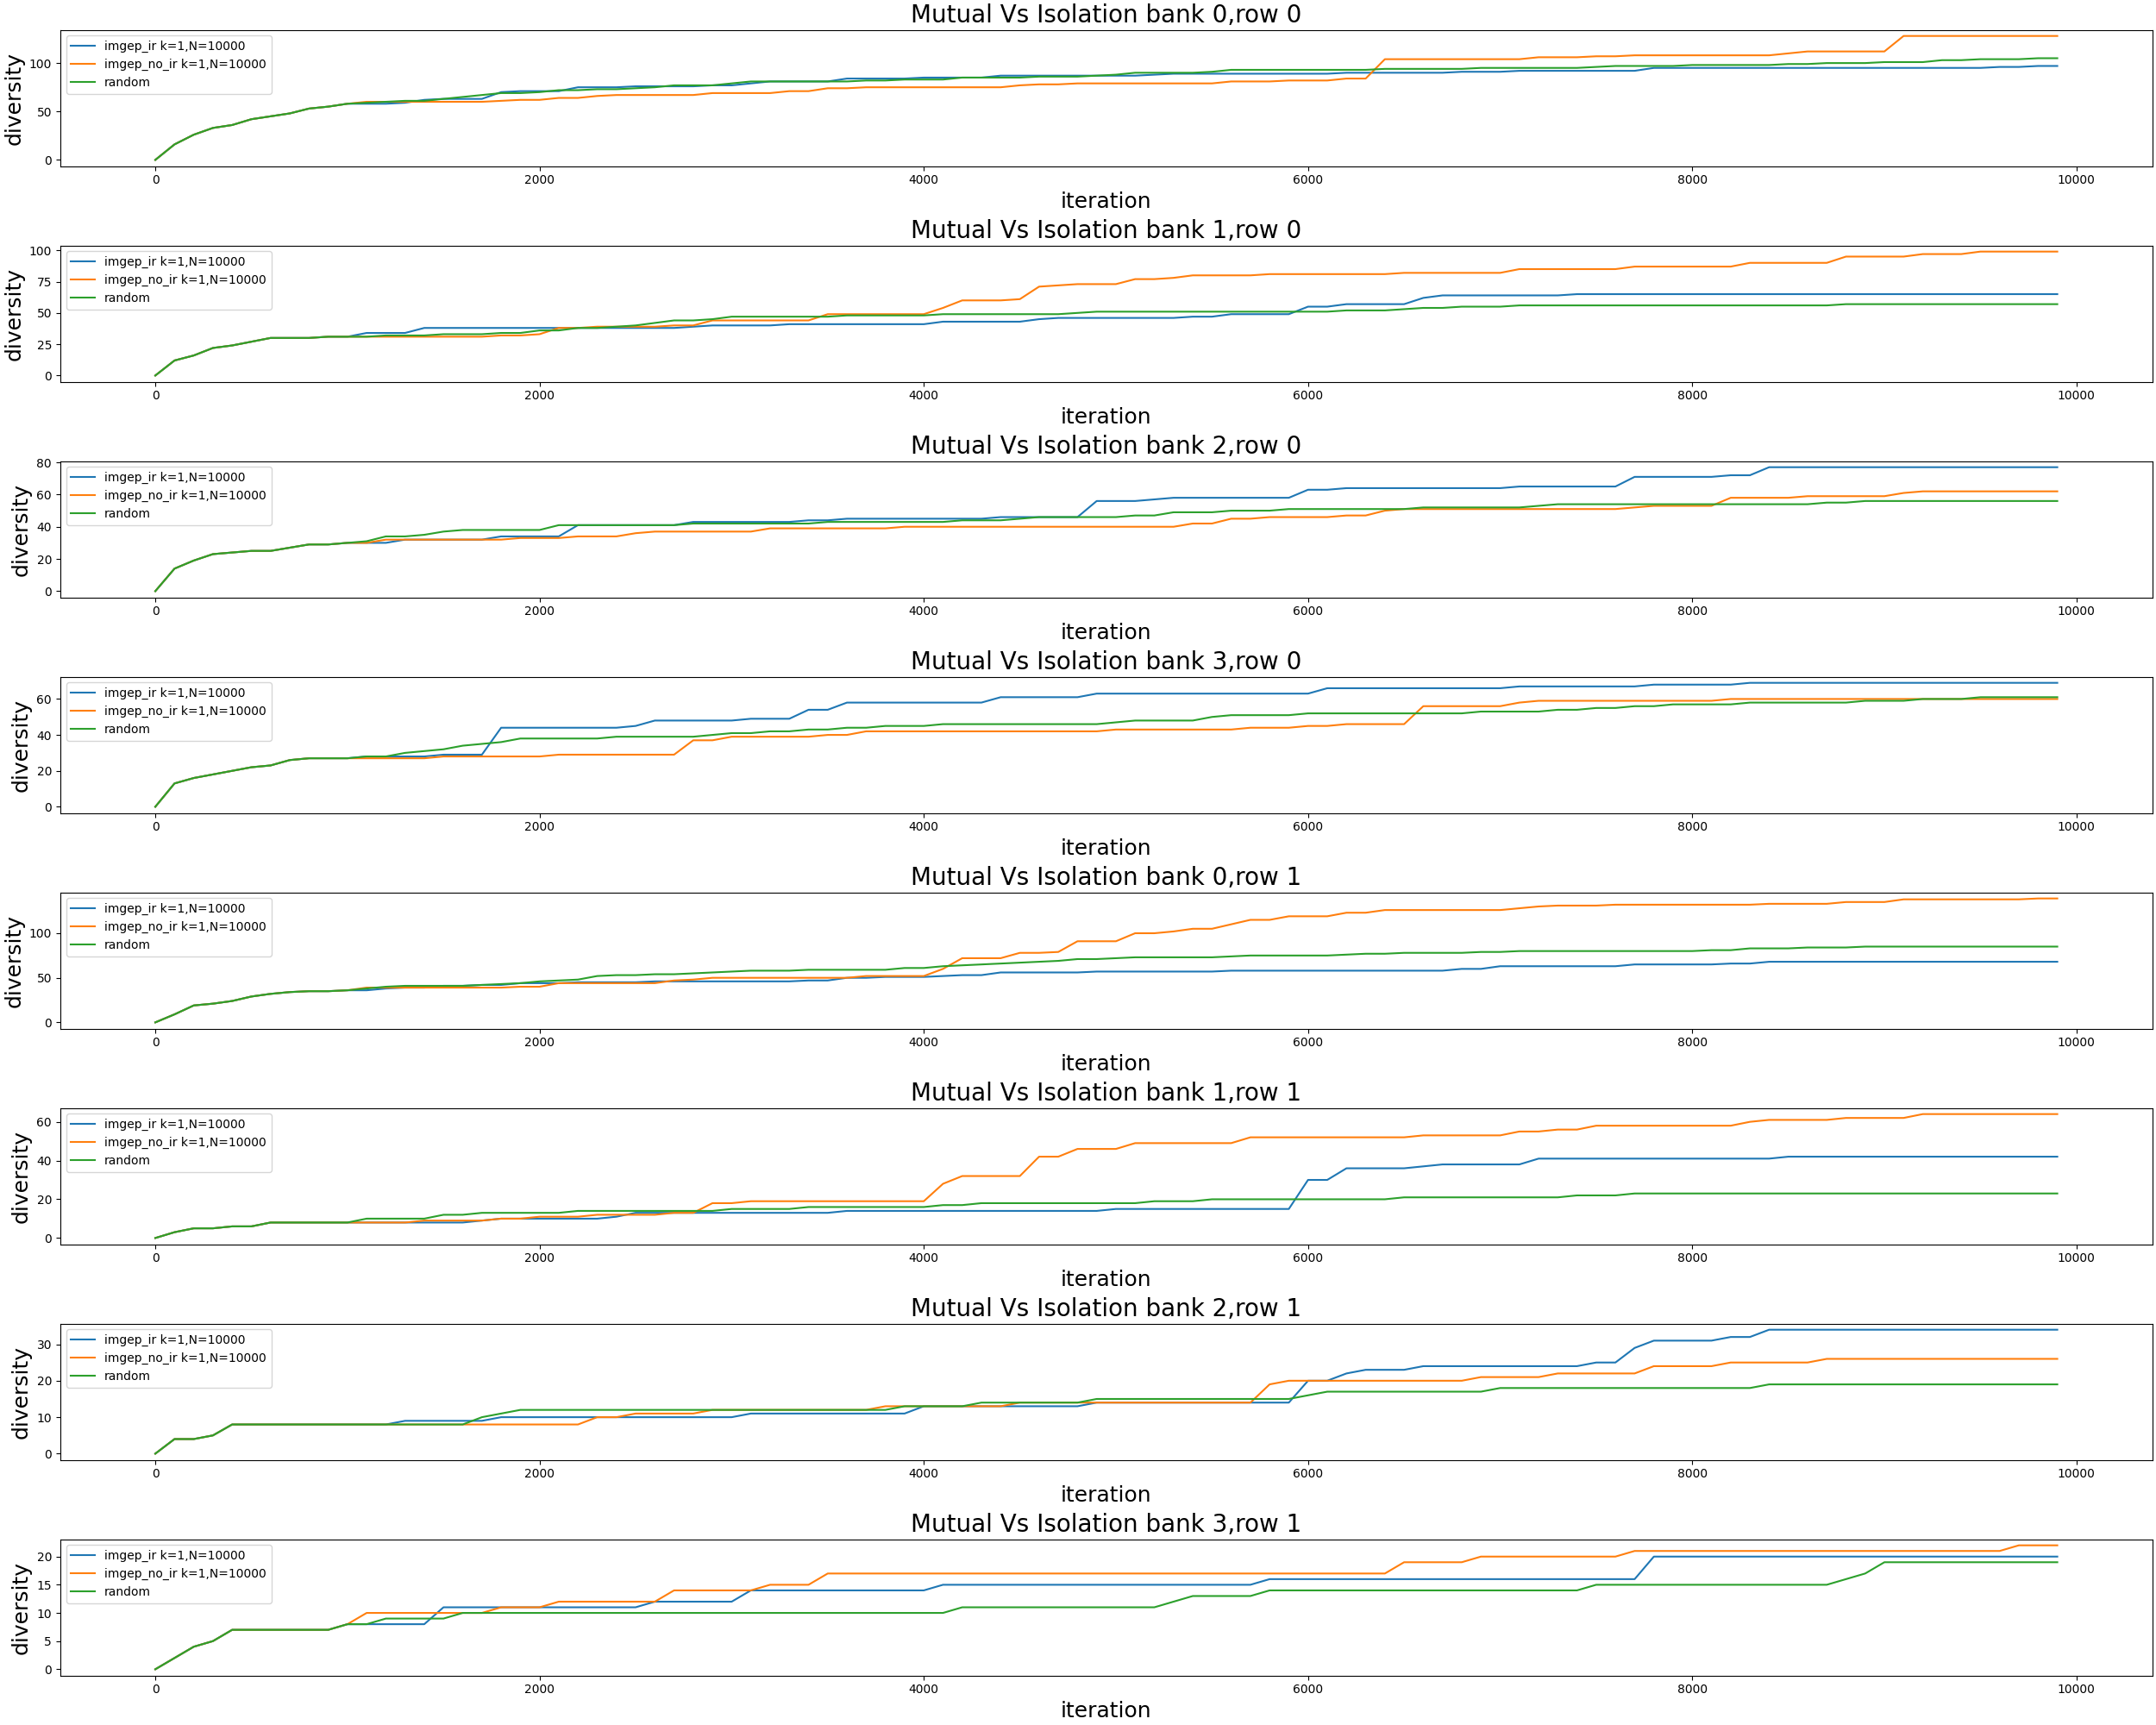 Mutual Vs Isolation bank 0,row 0
imgep_ir k=1,N=10000
imgep_no_ir k=1,N=10000
random
diversity
100
50
0
0 2000 4000 6000 8000 10000
iteration
Mutual Vs Isolation bank 1,row 0
imgep_ir k=1,N=10000
imgep_no_ir k=1,N=10000
random
diversity
100
75
50
25
0
0 2000 4000 6000 8000 10000
iteration
Mutual Vs Isolation bank 2,row 0
imgep_ir k=1,N=10000
imgep_no_ir k=1,N=10000
random
diversity
80
60
40
20
0
0 2000 4000 6000 8000 10000
iteration
Mutual Vs Isolation bank 3,row 0
imgep_ir k=1,N=10000
imgep_no_ir k=1,N=10000
random
diversity
60
40
20
0
0 2000 4000 6000 8000 10000
iteration
Mutual Vs Isolation bank 0,row 1
imgep_ir k=1,N=10000
imgep_no_ir k=1,N=10000
random
diversity
100
50
0
0 2000 4000 6000 8000 10000
iteration
Mutual Vs Isolation bank 1,row 1
imgep_ir k=1,N=10000
imgep_no_ir k=1,N=10000
random
diversity
60
40
20
0
0 2000 4000 6000 8000 10000
iteration
Mutual Vs Isolation bank 2,row 1
imgep_ir k=1,N=10000
imgep_no_ir k=1,N=10000
random
diversity
30
20
10
0
0 2000 4000 6000 8000 10000
iteration
Mutual Vs Isolation bank 3,row 1
imgep_ir k=1,N=10000
imgep_no_ir k=1,N=10000
random
diversity
20
15
10
5
0
0 2000 4000 6000 8000 10000
iteration